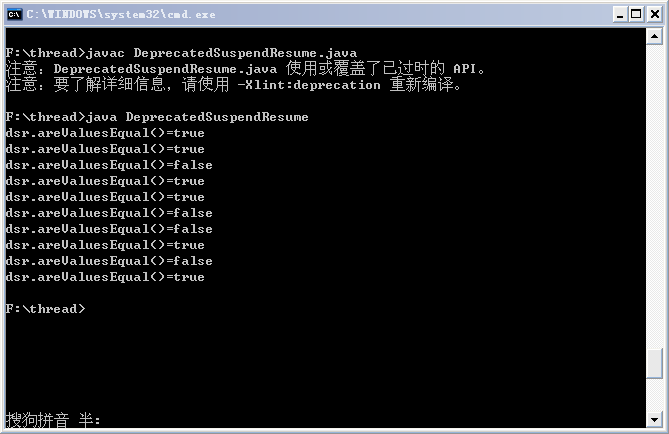 C:\WINDOWS\system32\cmd.exe
F:\thread>javac DeprecatedSuspendResume.java
注意：DeprecatedSuspendResume.java 使用或覆盖了已过时的 API。
注意：要了解详细信息，请使用 -Xlint:deprecation 重新编译。
F:\thread>java DeprecatedSuspendResume
dsr.areValuesEqual()=true
dsr.areValuesEqual()=true
dsr.areValuesEqual()=false
dsr.areValuesEqual()=true
dsr.areValuesEqual()=true
dsr.areValuesEqual()=false
dsr.areValuesEqual()=false
dsr.areValuesEqual()=true
dsr.areValuesEqual()=false
dsr.areValuesEqual()=true
F:\thread>
搜狗拼音 半: